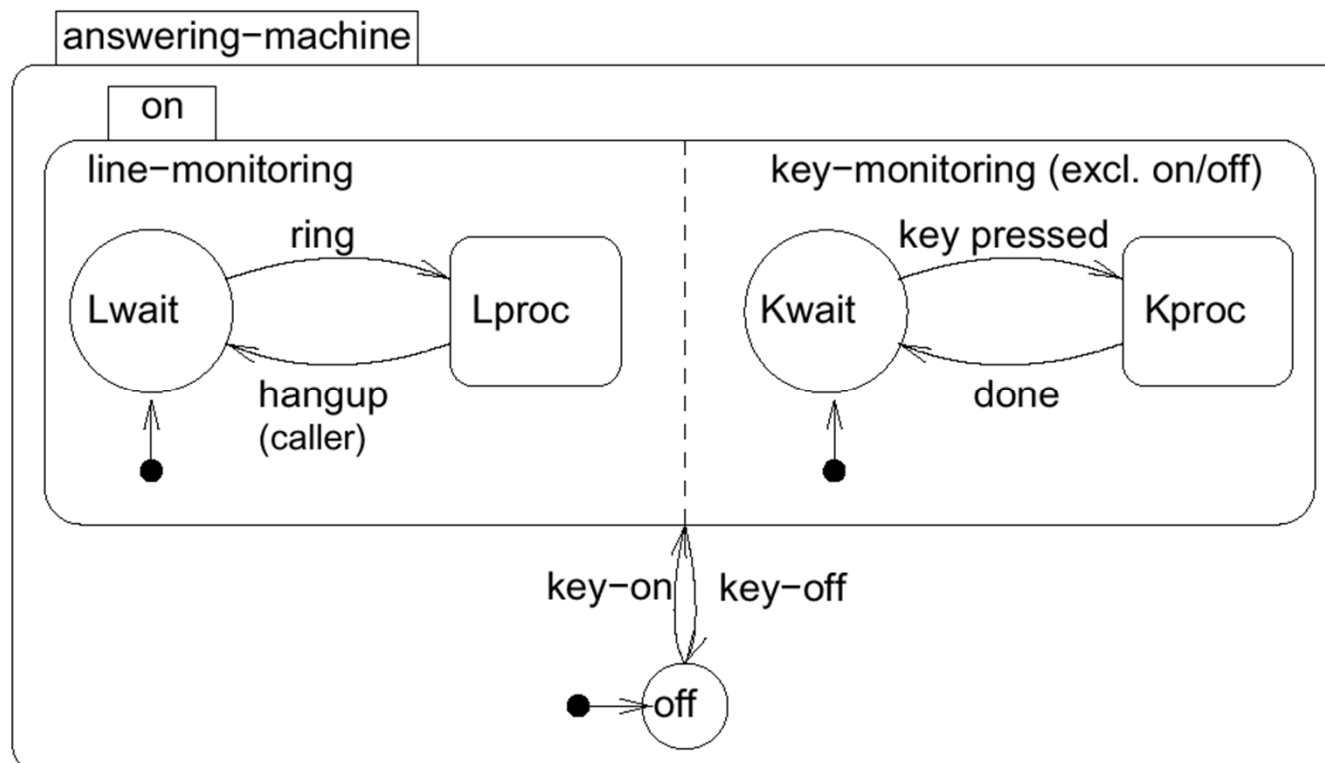 answering−machine
on
line−monitoring
key−monitoring (excl. on/off)
ring
key pressed
Lwait
Lproc
Kwait
Kproc
hangup
(caller)
done
key−on
key−off
off